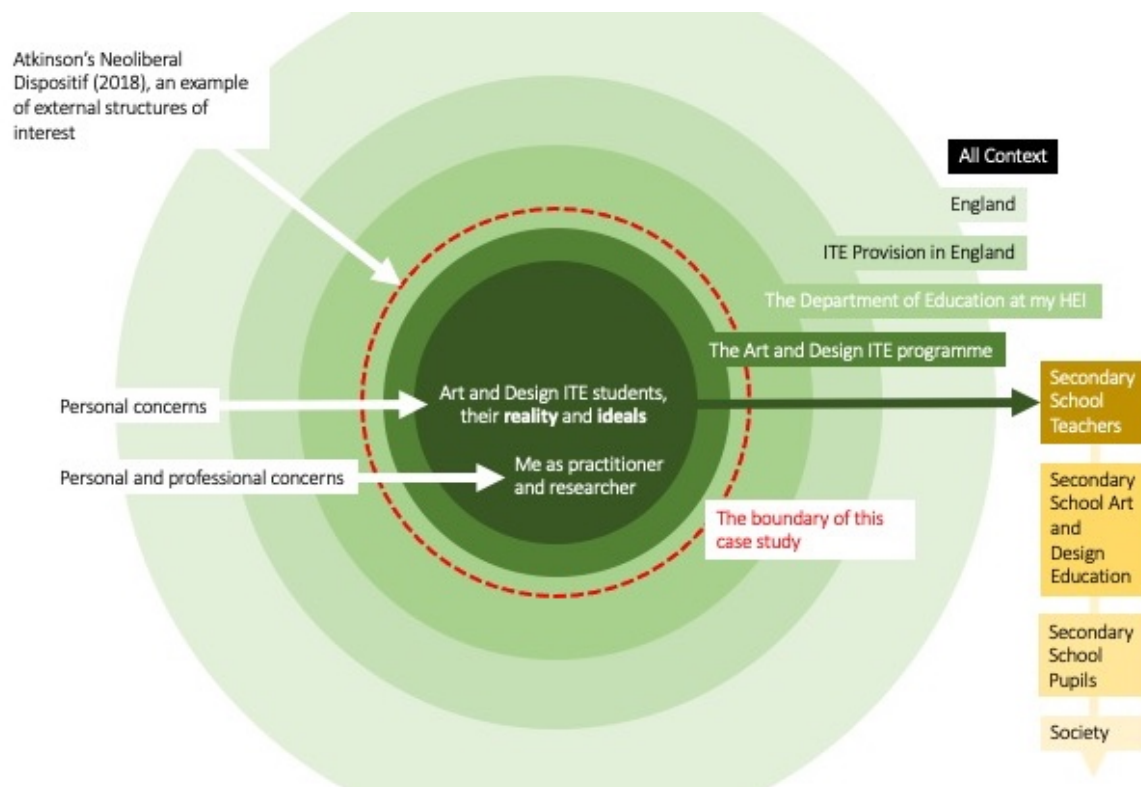 Atkinson's Neoliberal
Dispositif (2018), an example
of external structures of
interest
All Context
England
ITE Provision in England
The Department of Education at my HEI
The Art and Design ITE programme
Personal concerns
Art and Design ITE students,
their reality and ideals
Personal and professional concerns
Me as practitioner
and researcher
The boundary of this
case study
Secondary
School
Teachers
Secondary
School Art
and
Design
Education
Secondary
School
Pupils
Society